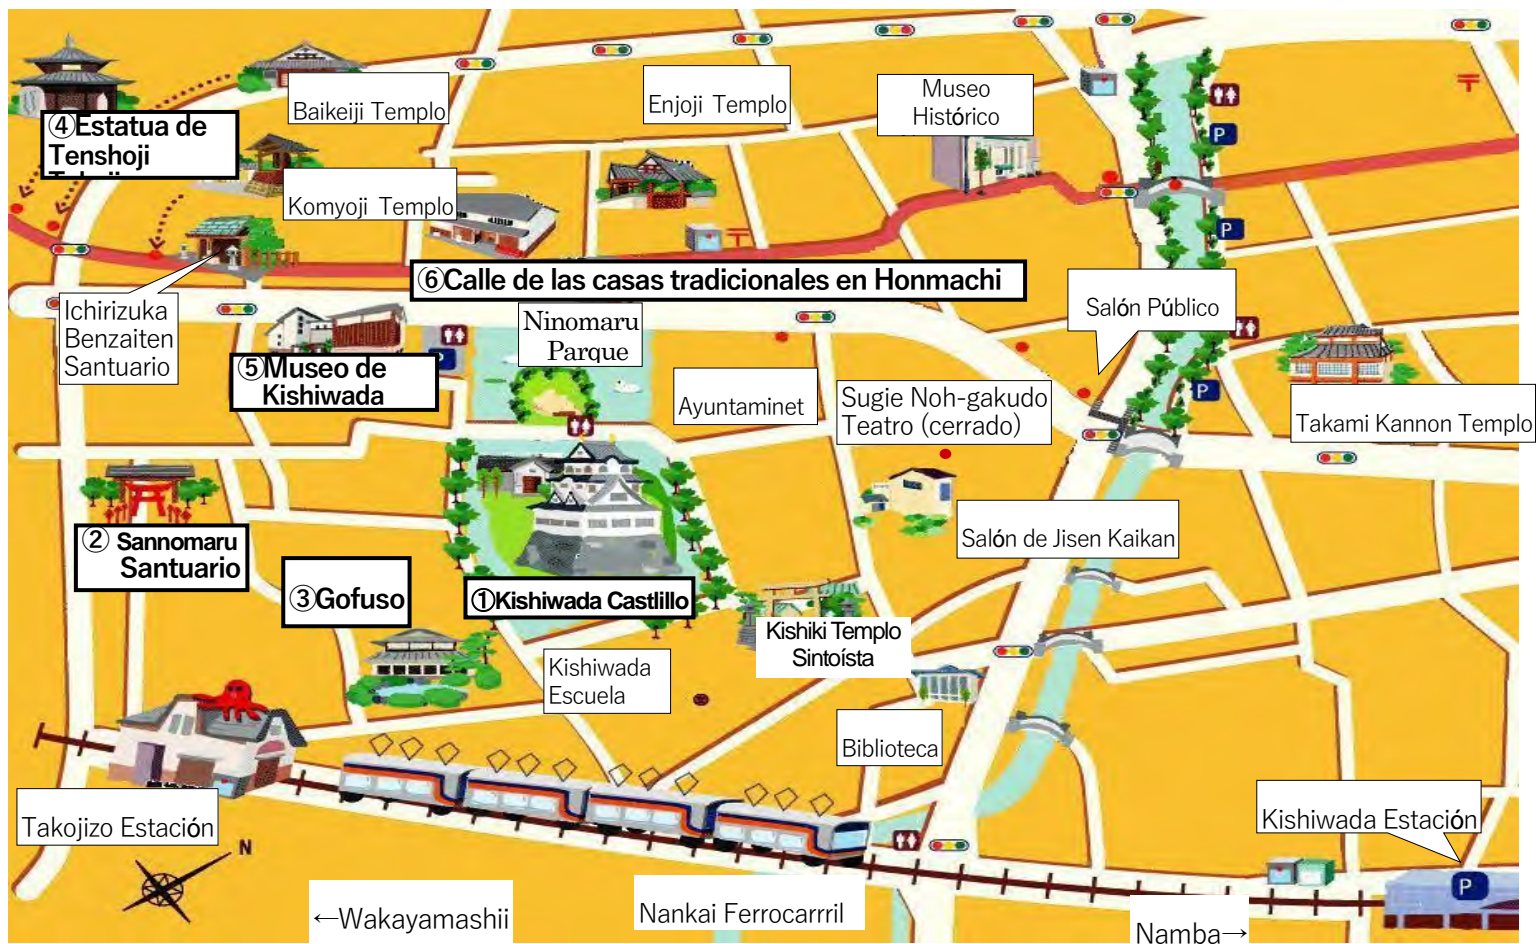 Baikeiji Templo
Enjoji Templo
Museo
Histórico
④Estatua de
Tenshoji
Komyoji Templo
P
P
⑥Calle de las casas tradicionales en Honmachi
Ichirizuka
Benzaiten
Santuario
Ninomaru
Parque
Salón Público
⑤Museo de
Kishiwada
P
Ayuntaminet
Sugie Noh-gakudo
Teatro (cerrado)
P
Takami Kannon Templo
② Sannomaru
Santuario
Salón de Jisen Kaikan
③Gofuso
①Kishiwada Castlillo
Kishiki Templo
Sintoísta
Kishiwada
Escuela
Biblioteca
Takojizo Estación
Kishiwada Estación
N
P
←Wakayamashii
Nankai Ferrocarrril
Namba→